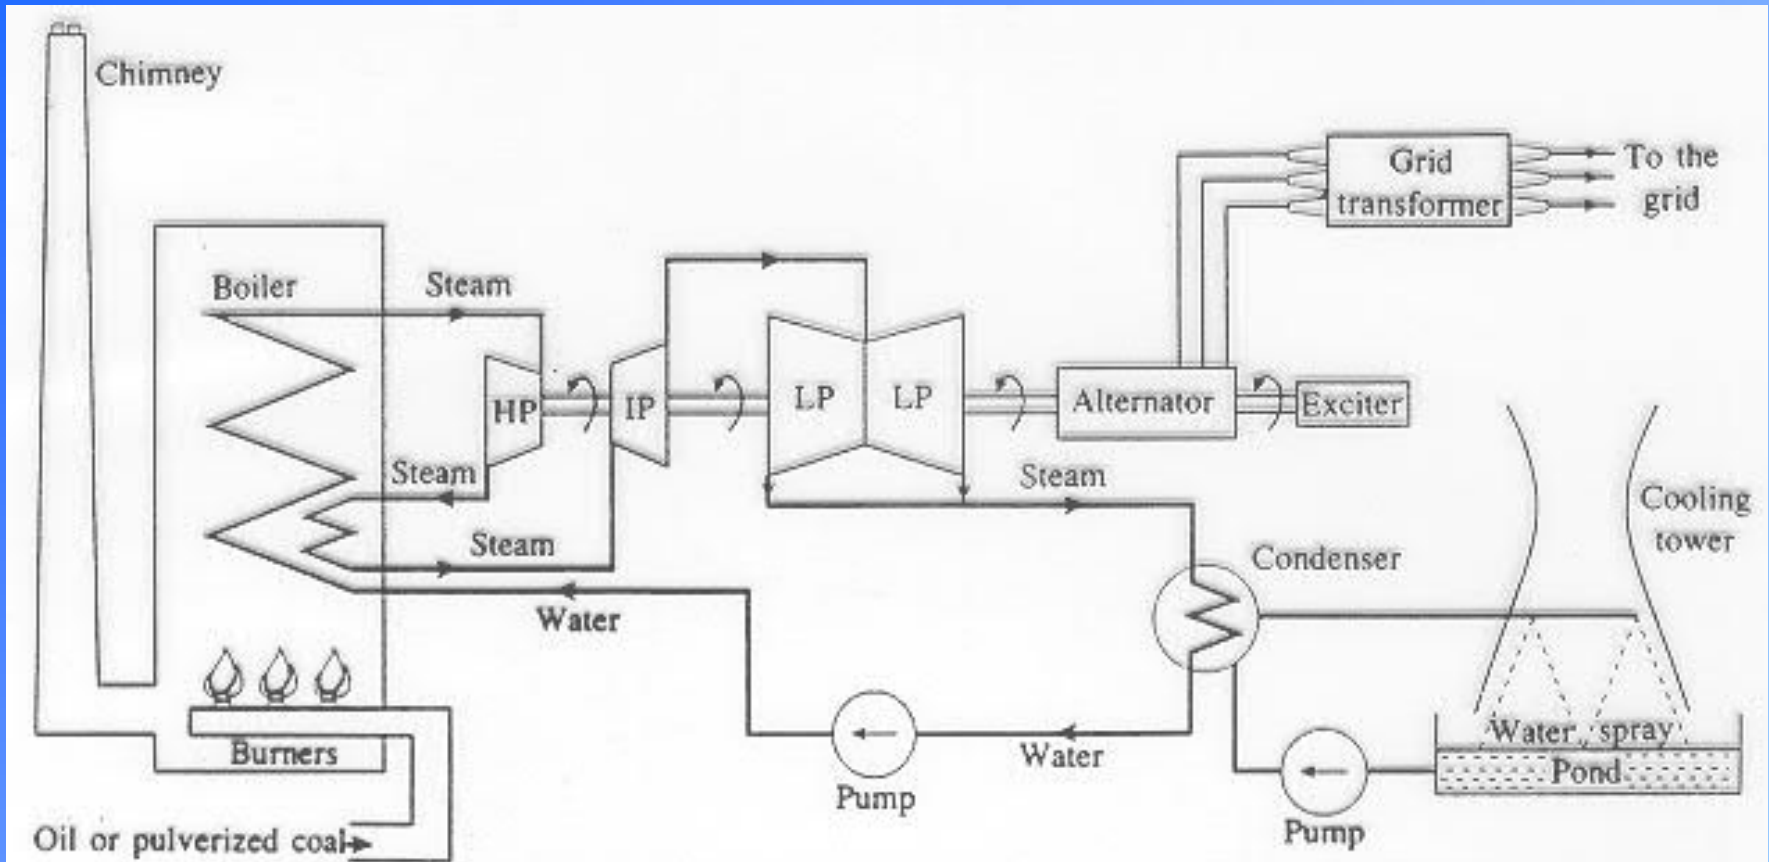 Chimney
Grid
transformer
To the
grid
Boiler
Steam
HP
IP
LP
LP
Alternator
Exciter
Steam
Steam
Steam
Cooling
tower
Condenser
Water
Water spray
Pond
Burners
Water
Pump
Pump
Oil or pulverized coal